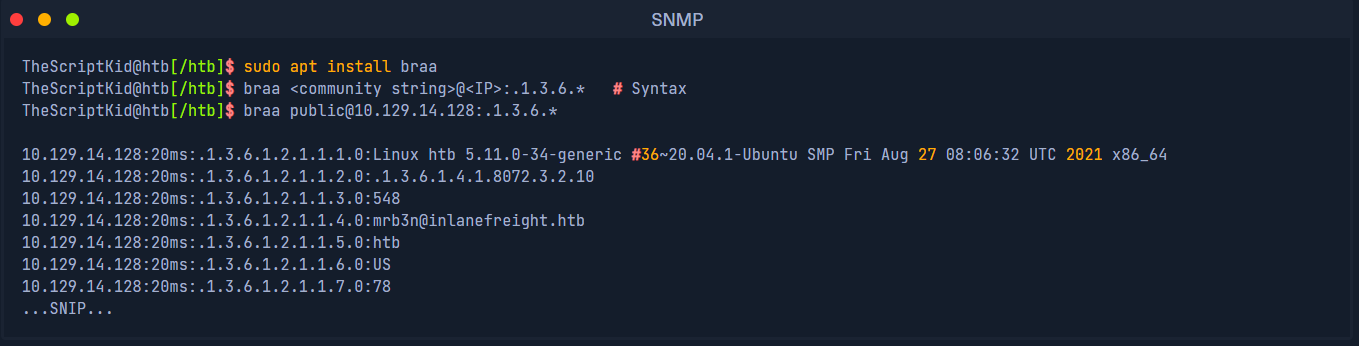 SNMP
TheScriptKid@htb[/htb]$ sudo apt install braa
TheScriptKid@htb[/htb]$ braa <community string>@<IP>:.1.3.6.*   # Syntax
TheScriptKid@htb[/htb]$ braa public@10.129.14.128:.1.3.6.*
10.129.14.128:20ms:.1.3.6.1.2.1.1.1.0:Linux htb 5.11.0-34-generic #36~20.04.1-Ubuntu SMP Fri Aug 27 08:06:32 UTC 2021 x86_64
10.129.14.128:20ms:.1.3.6.1.2.1.1.2.0:.1.3.6.1.4.1.8072.3.2.10
10.129.14.128:20ms:.1.3.6.1.2.1.1.3.0:548
10.129.14.128:20ms:.1.3.6.1.2.1.1.4.0:mrb3n@inlanefreight.htb
10.129.14.128:20ms:.1.3.6.1.2.1.1.5.0:htb
10.129.14.128:20ms:.1.3.6.1.2.1.1.6.0:US
10.129.14.128:20ms:.1.3.6.1.2.1.1.7.0:78
...SNIP...